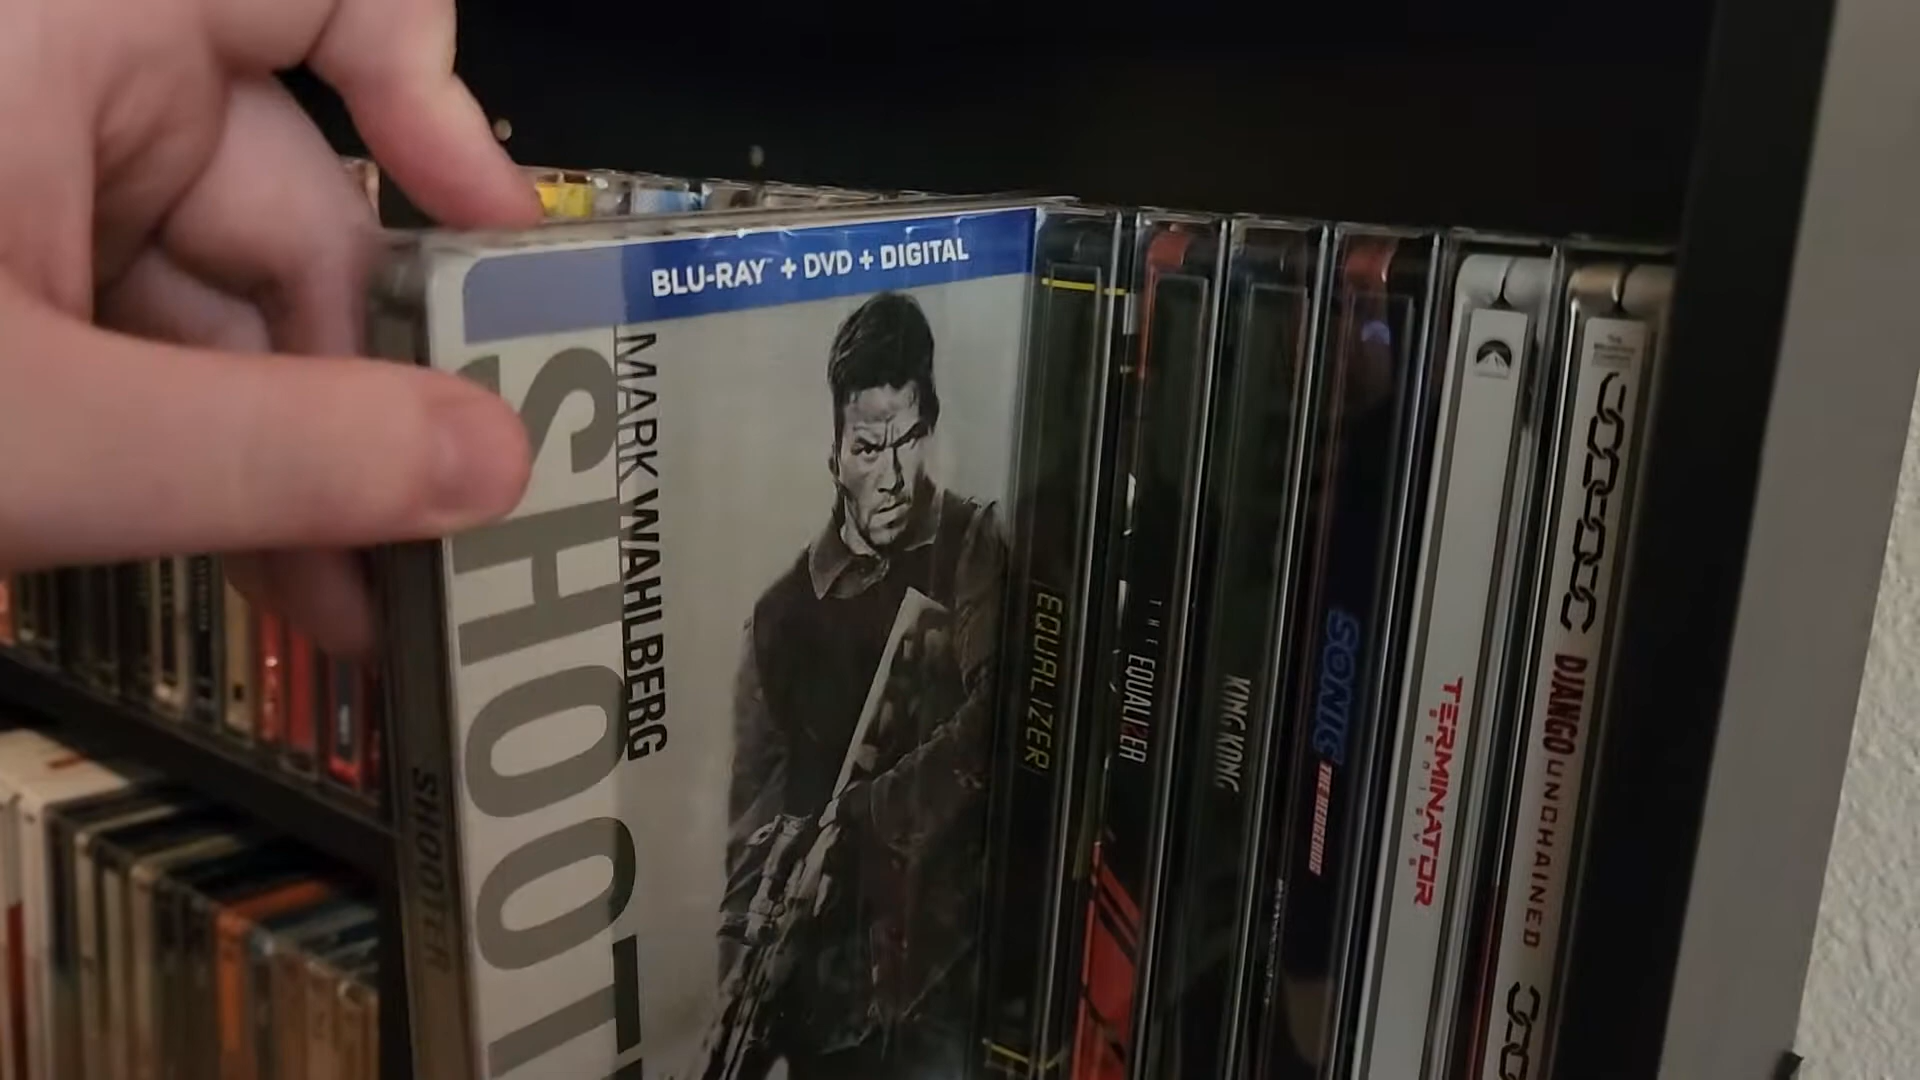 BLU-RAY™ + DVD + DIGITAL
MARK WAHLBERG
SHOOT
SHOOTER
EQUALIZER
THE EQUALIZER
KING KONG
SONIC
THE HEDGEHOG
TERMINATOR
GENISYS
DJANGO UNCHAINED